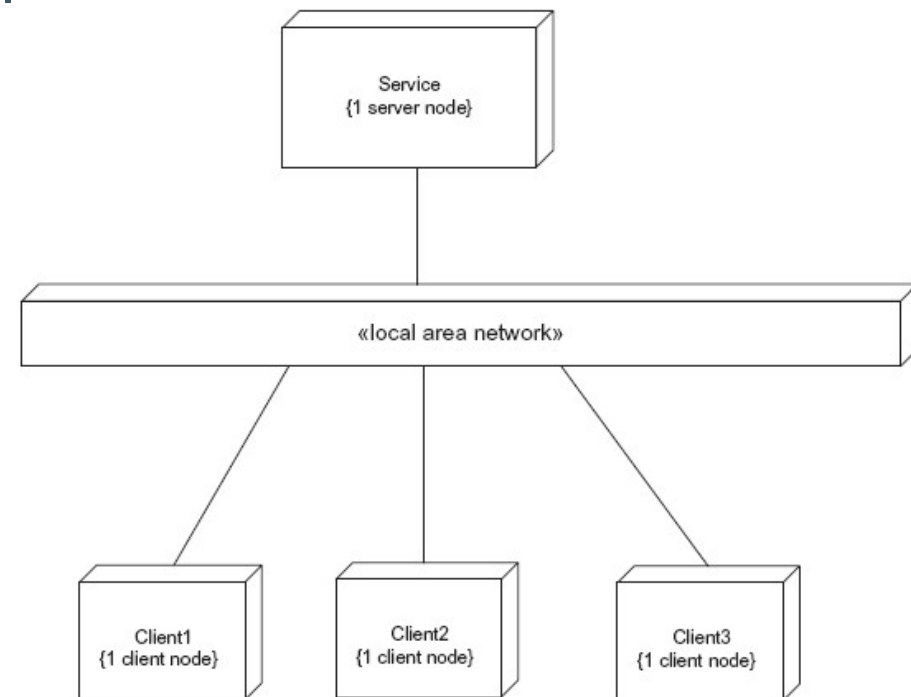 Service
{1 server node}
«local area network»
Client1
{1 client node}
Client2
{1 client node}
Client3
{1 client node}